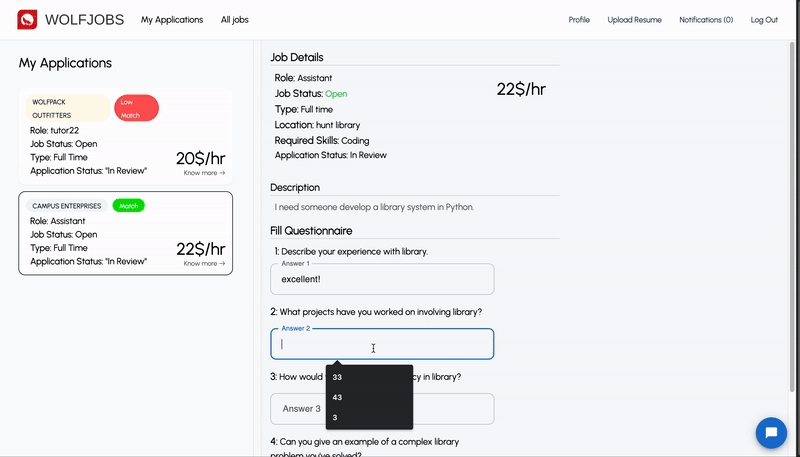 WOLFJOBS
My Applications
All jobs
Profile
Upload Resume
Notifications (0)
Log Out
My Applications
WOLFPACK
OUTFITTERS
Low
Match
Role: tutor22
Job Status: Open
Type: Full Time
Application Status: "In Review"
20$/hr
Know more →
CAMPUS ENTERPRISES
Match
Role: Assistant
Job Status: Open
Type: Full Time
Application Status: "In Review"
22$/hr
Know more →
Job Details
Role: Assistant
Job Status: Open
Type: Full time
Location: hunt library
Required Skills: Coding
Application Status: In Review
22$/hr
Description
I need someone develop a library system in Python.
Fill Questionnaire
1: Describe your experience with library.
Answer 1
excellent!
2: What projects have you worked on involving library?
Answer 2
33
43
3
3: How would cy in library?
Answer 3
4: Can you give an example of a complex library
problem you've solved?